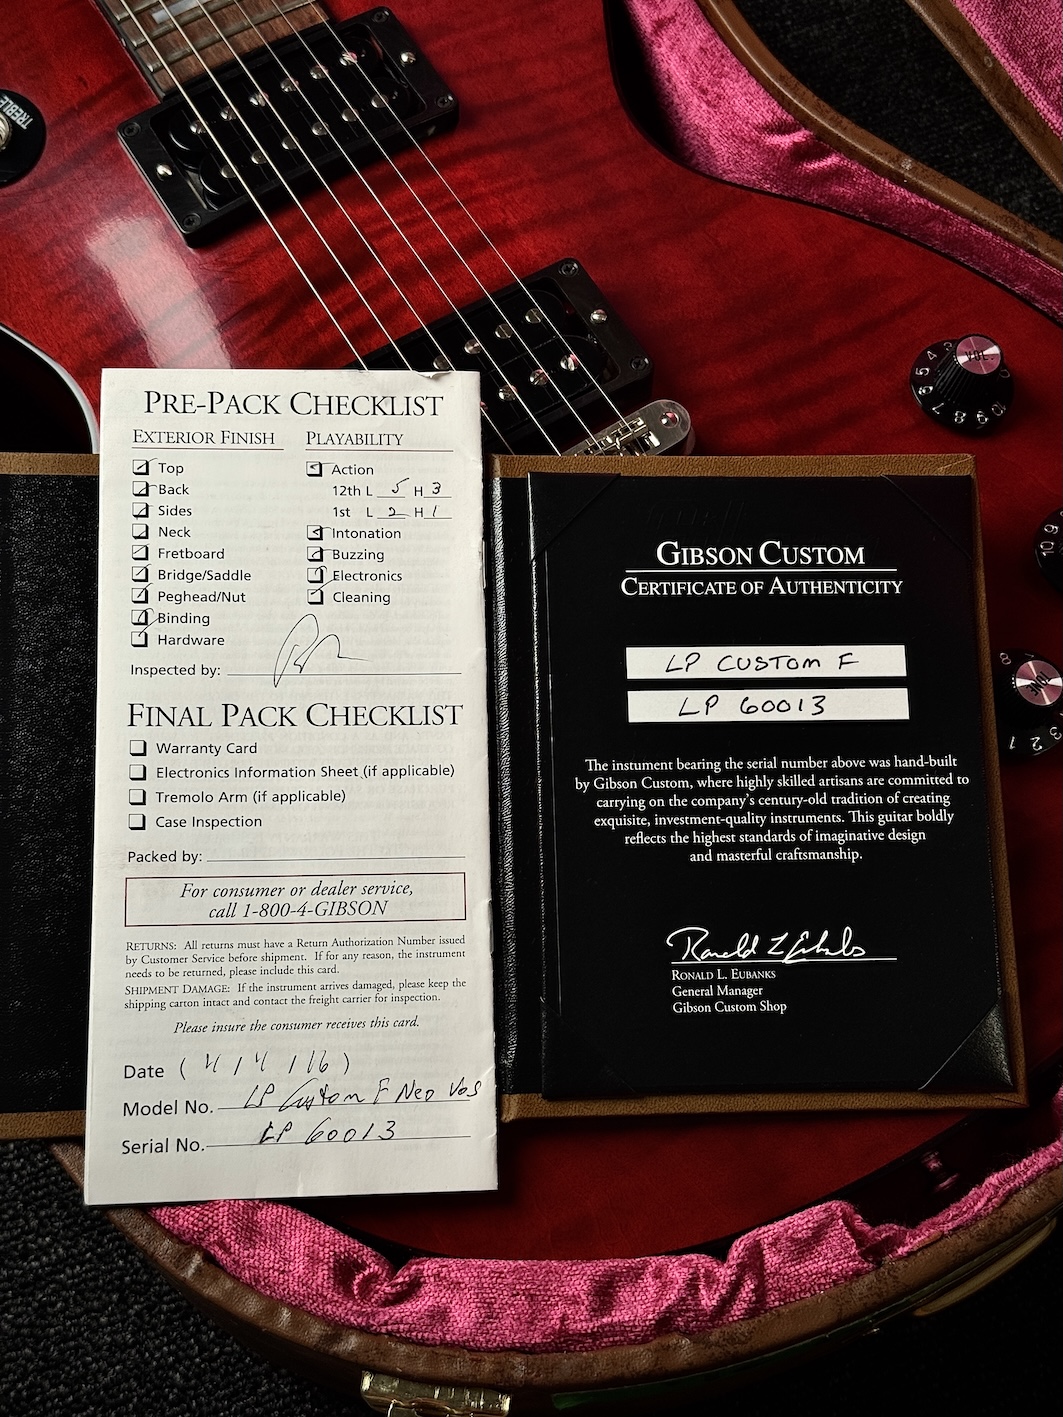 TREBLE
VOL.
TONE
PRE-PACK CHECKLIST
EXTERIOR FINISH
Top
Back
Sides
Neck
Fretboard
Bridge/Saddle
Peghead/Nut
Binding
Hardware
PLAYABILITY
Action
12th L 5 H 3
1st L 2 H 1
Intonation
Buzzing
Electronics
Cleaning
Inspected by:
FINAL PACK CHECKLIST
Warranty Card
Electronics Information Sheet (if applicable)
Tremolo Arm (if applicable)
Case Inspection
Packed by:
For consumer or dealer service,
call 1-800-4-GIBSON
RETURNS: All returns must have a Return Authorization Number issued
by Customer Service before shipment. If for any reason, the instrument
needs to be returned, please include this card.
SHIPMENT DAMAGE: If the instrument arrives damaged, please keep the
shipping carton intact and contact the freight carrier for inspection.
Please insure the consumer receives this card.
Date (4/4/16)
Model No. LP Custom F Neo Vos
Serial No. LP 60013
GIBSON CUSTOM
CERTIFICATE OF AUTHENTICITY
LP CUSTOM F
LP 60013
The instument bearing the serial number above was hand-built
by Gibson Custom, where highly skilled artisans are committed to
carrying on the company's century-old tradition of creating
exquisite, investment-quality instruments. This guitar boldly
reflects the highest standards of imaginative design
and masterful craftsmanship.
Ronald L Eubanks
RONALD L. EUBANKS
General Manager
Gibson Custom Shop